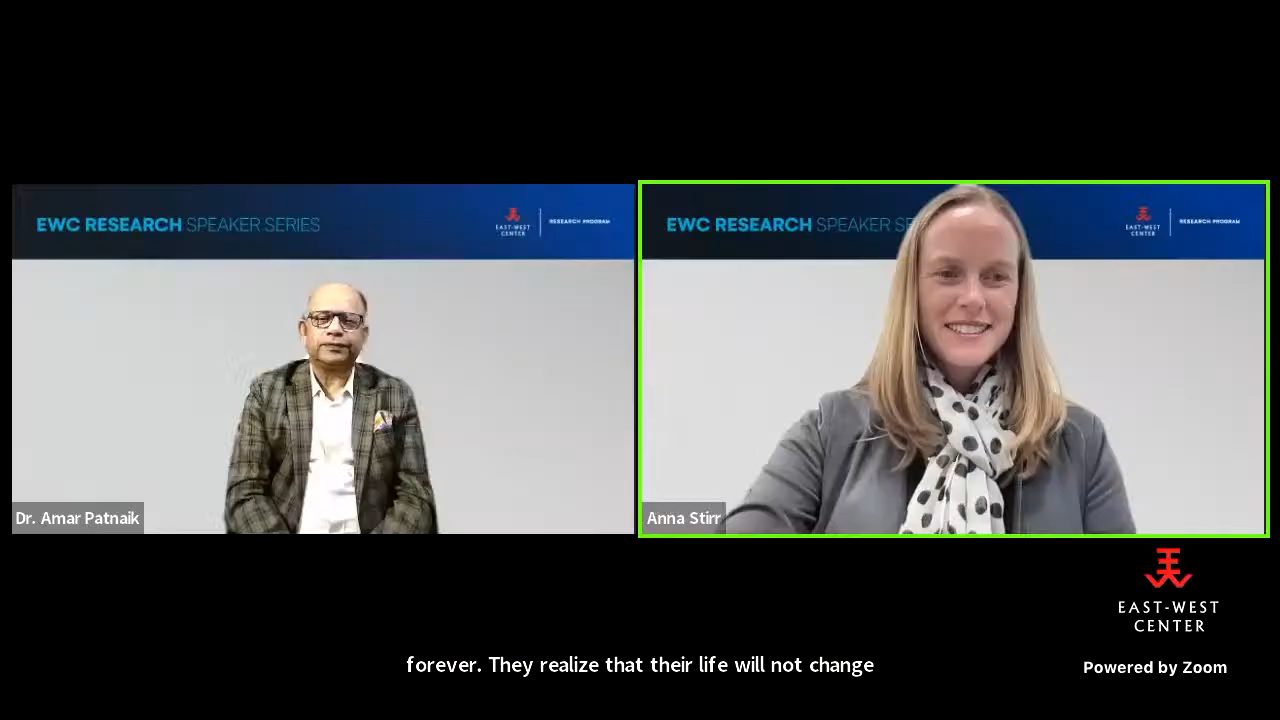 EWC RESEARCH SPEAKER SERIES
EAST-WEST
CENTER
RESEARCH PROGRAM
EWC RESEARCH SPEAKER SE
EAST-WEST
CENTER
RESEARCH PROGRAM
Dr. Amar Patnaik
Anna Stirr
EAST-WEST
CENTER
forever. They realize that their life will not change
Powered by Zoom